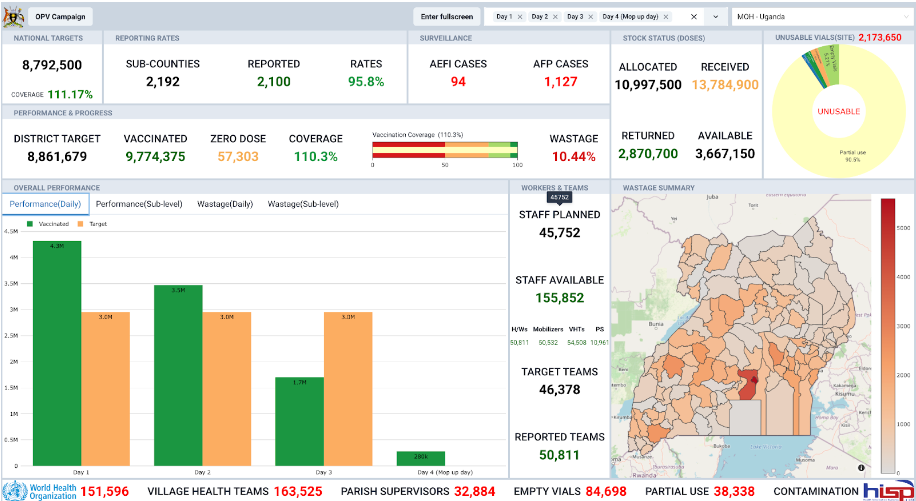 OPV Campaign
Enter fullscreen
Day 1 × Day 2 × Day 3 × Day 4 (Mop up day) ×
MOH - Uganda
NATIONAL TARGETS
8,792,500
COVERAGE 111.17%
REPORTING RATES
SUB-COUNTIES REPORTED RATES
2,192 2,100 95.8%
SURVEILLANCE
AEFI CASES AFP CASES
94 1,127
STOCK STATUS (DOSES)
ALLOCATED RECEIVED
10,997,500 13,784,900
RETURNED AVAILABLE
2,870,700 3,667,150
UNUSABLE VIALS(SITE) 2,173,650
UNUSABLE
Partial use
90.5%
PERFORMANCE & PROGRESS
DISTRICT TARGET VACCINATED ZERO DOSE COVERAGE
8,861,679 9,774,375 57,303 110.3%
Vaccination Coverage (110.3%)
0 50 100
WASTAGE
10.44%
OVERALL PERFORMANCE
Performance(Daily) Performance(Sub-level) Wastage(Daily) Wastage(Sub-level)
Vaccinated Target
4.5M
4M
3.5M
3M
2.5M
2M
1.5M
1M
0.5M
0
4.3M
3.0M
3.5M
3.0M
1.7M
3.0M
280k
Day 1
Day 2
Day 3
Day 4 (Mop up day)
WORKERS & TEAMS
45752
STAFF PLANNED
45,752
STAFF AVAILABLE
155,852
H/Ws Mobilizers VHTs PS
50,811 50,532 54,508 10,961
TARGET TEAMS
46,378
REPORTED TEAMS
50,811
WASTAGE SUMMARY
Yei
Torit
Bunia
Kakamega
Kisumu
Bukoba
Rwanda
5000
4000
3000
2000
1000
0
World Health
Organization
151,596
VILLAGE HEALTH TEAMS 163,525
PARISH SUPERVISORS 32,884
EMPTY VIALS 84,698
PARTIAL USE 38,338
CONTAMINATION
hisp